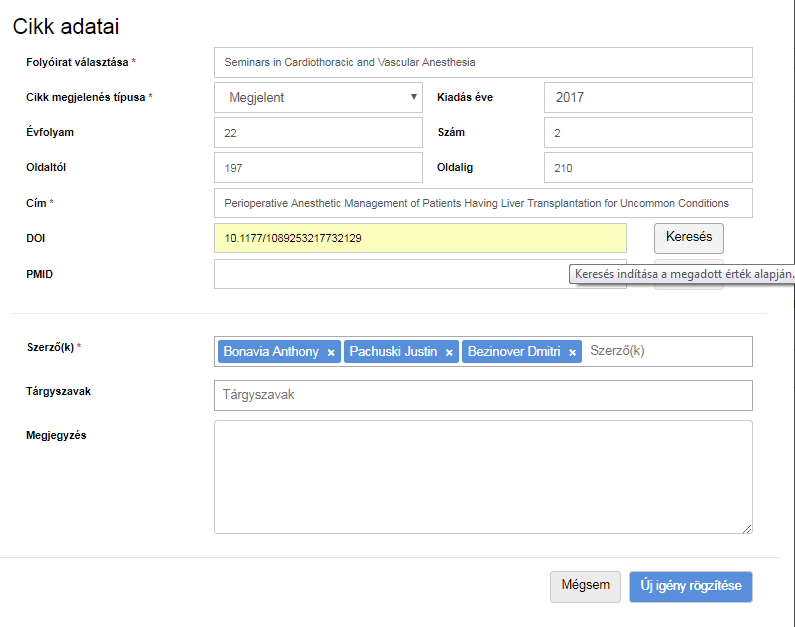 Cikk adatai
Folyóirat választása * Seminars in Cardiothoracic and Vascular Anesthesia
Cikk megjelenés típusa * Megjelent Kiadás éve 2017
Évfolyam 22 Szám 2
Oldaltól 197 Oldalig 210
Cím * Perioperative Anesthetic Management of Patients Having Liver Transplantation for Uncommon Conditions
DOI 10.1177/1089253217732129 Keresés
PMID Keresés indítása a megadott érték alapján.
Szerző(k) * Bonavia Anthony × Pachuski Justin × Bezinover Dmitri × Szerző(k)
Tárgyszavak Tárgyszavak
Megjegyzés
Mégsem Új igény rögzítése